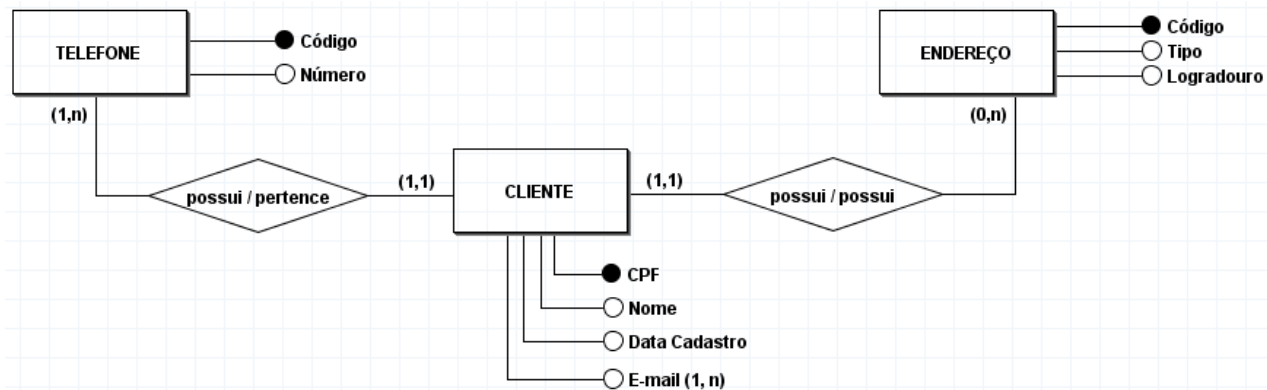 TELEFONE
Código
Número
(1,n)
possui / pertence
(1,1)
CLIENTE
(1,1)
possui / possui
(0,n)
ENDEREÇO
Código
Tipo
Logradouro
CPF
Nome
Data Cadastro
E-mail (1, n)